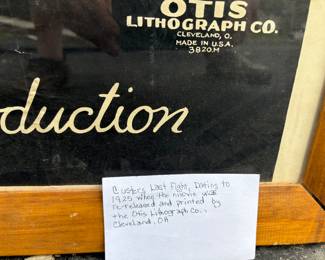 OTIS
LITHOGRAPH CO.
CLEVELAND, O.
MADE IN U.S.A.
3820.M
duction
Custers Last Fight, Dating to
1925 when the movie was
re-released and printed by
the Otis Lithograph Co.,
Cleveland, OH